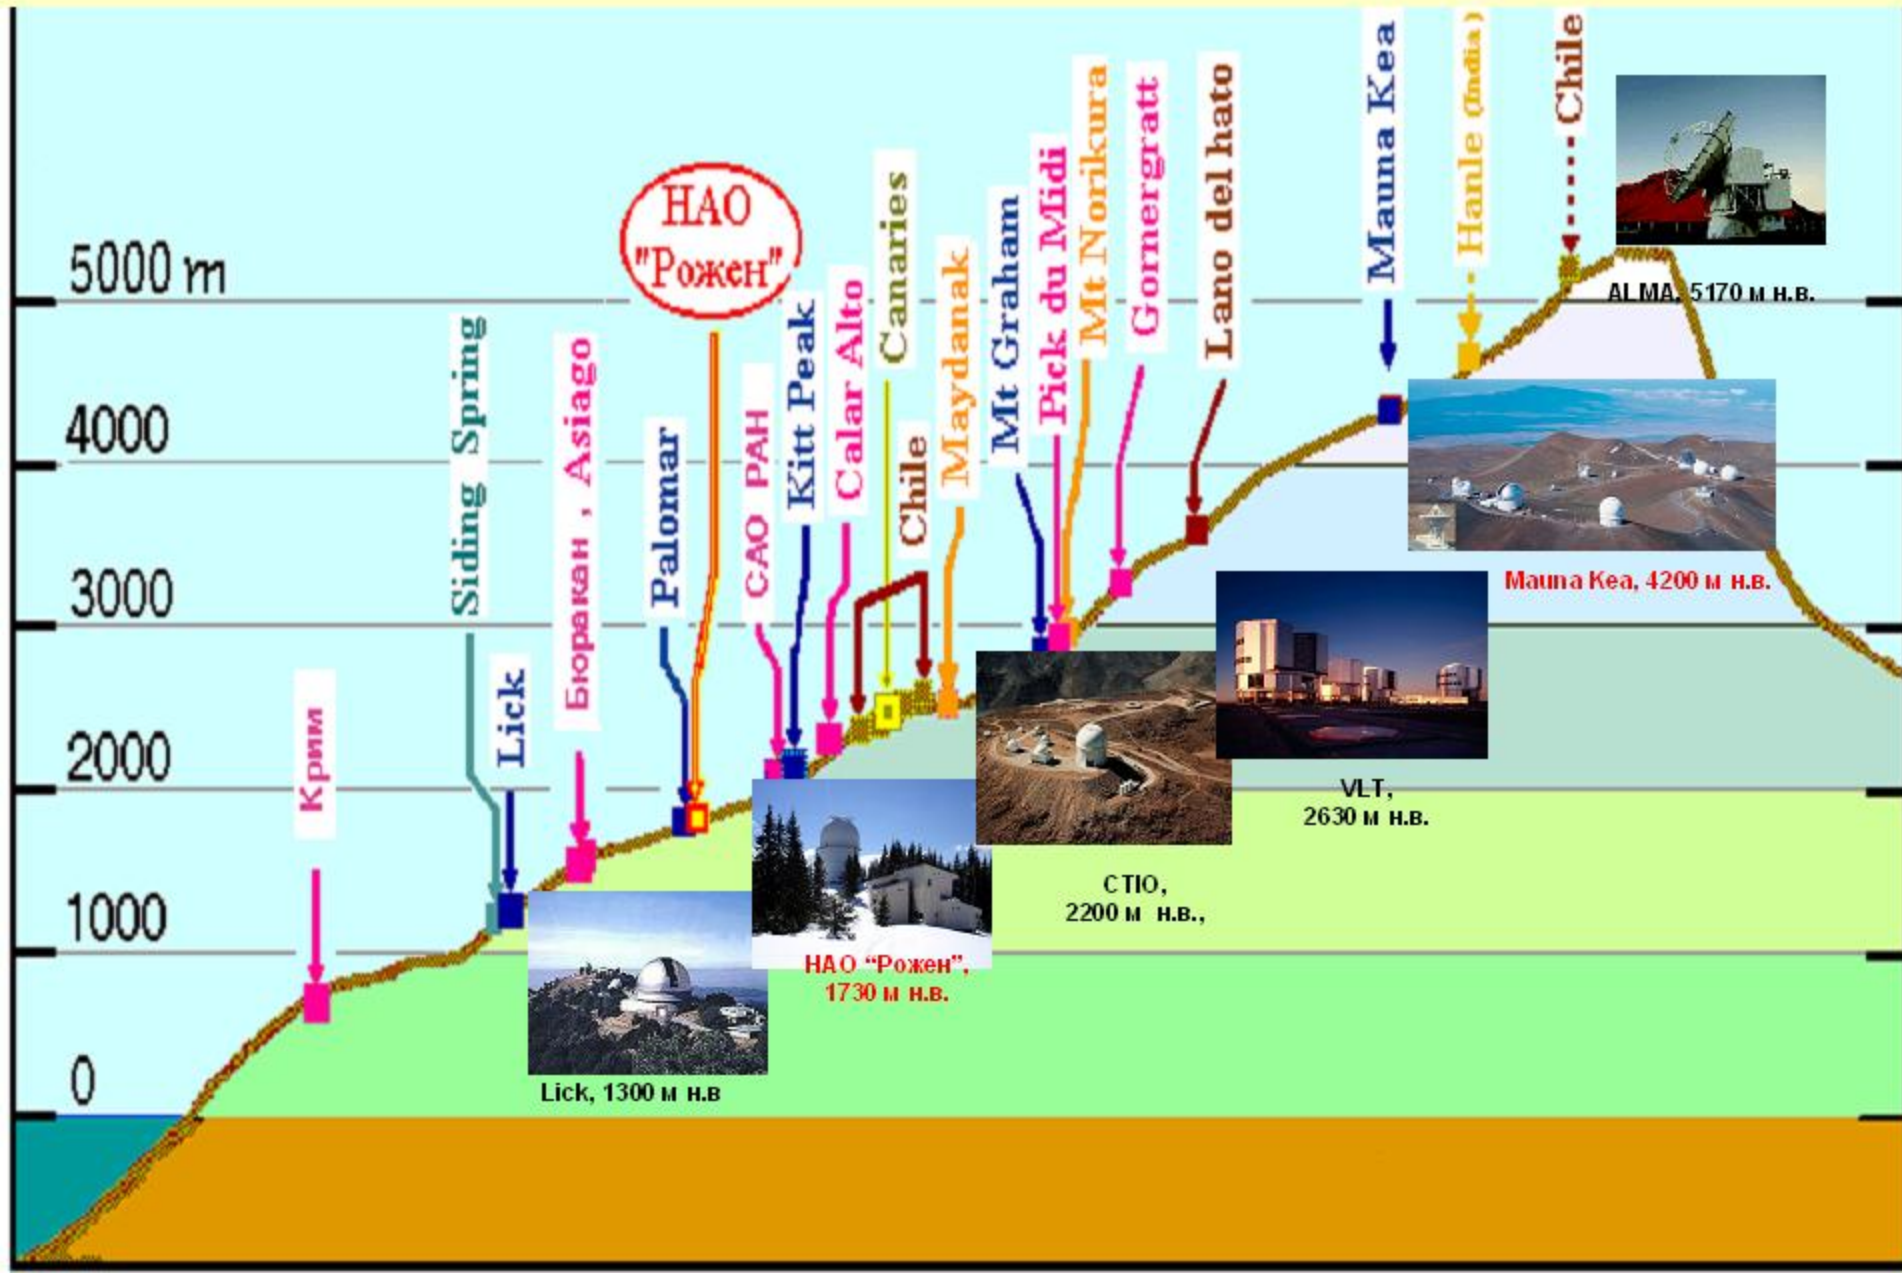 5000 m
4000
3000
2000
1000
0
Крим
Siding Spring
Lick
Бюракан , Asiago
Palomar
НАО
"Рожен"
САО РАН
Kitt Peak
Calar Alto
Canaries
Chile
Maydanak
Mt Graham
Pick du Midi
Mt Norikura
Gornergratt
Lano del hato
Mauna Kea
Hanle (India)
Chile
ALMA, 5170 м н.в.
Mauna Kea, 4200 м н.в.
VLT,
2630 м н.в.
CTIO,
2200 м н.в.,
НАО “Рожен”,
1730 м н.в.
Lick, 1300 м н.в